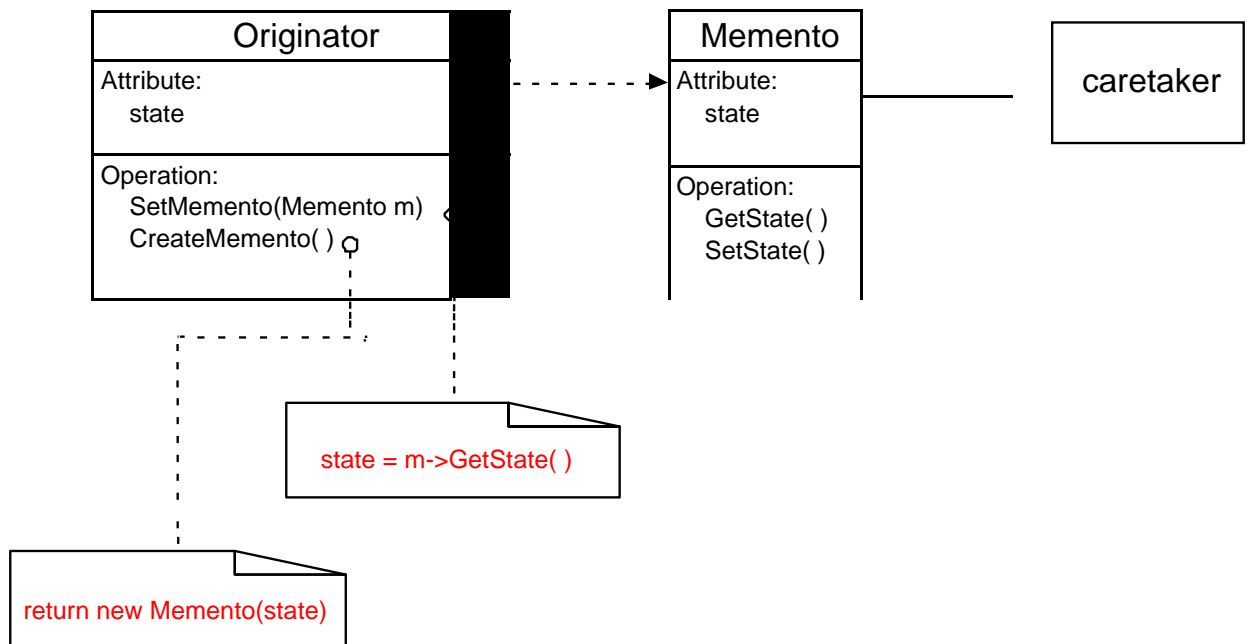 Originator
Attribute:
state
Operation:
SetMemento(Memento m)
CreateMemento( )
Memento
Attribute:
state
Operation:
GetState( )
SetState( )
caretaker
state = m->GetState( )
return new Memento(state)